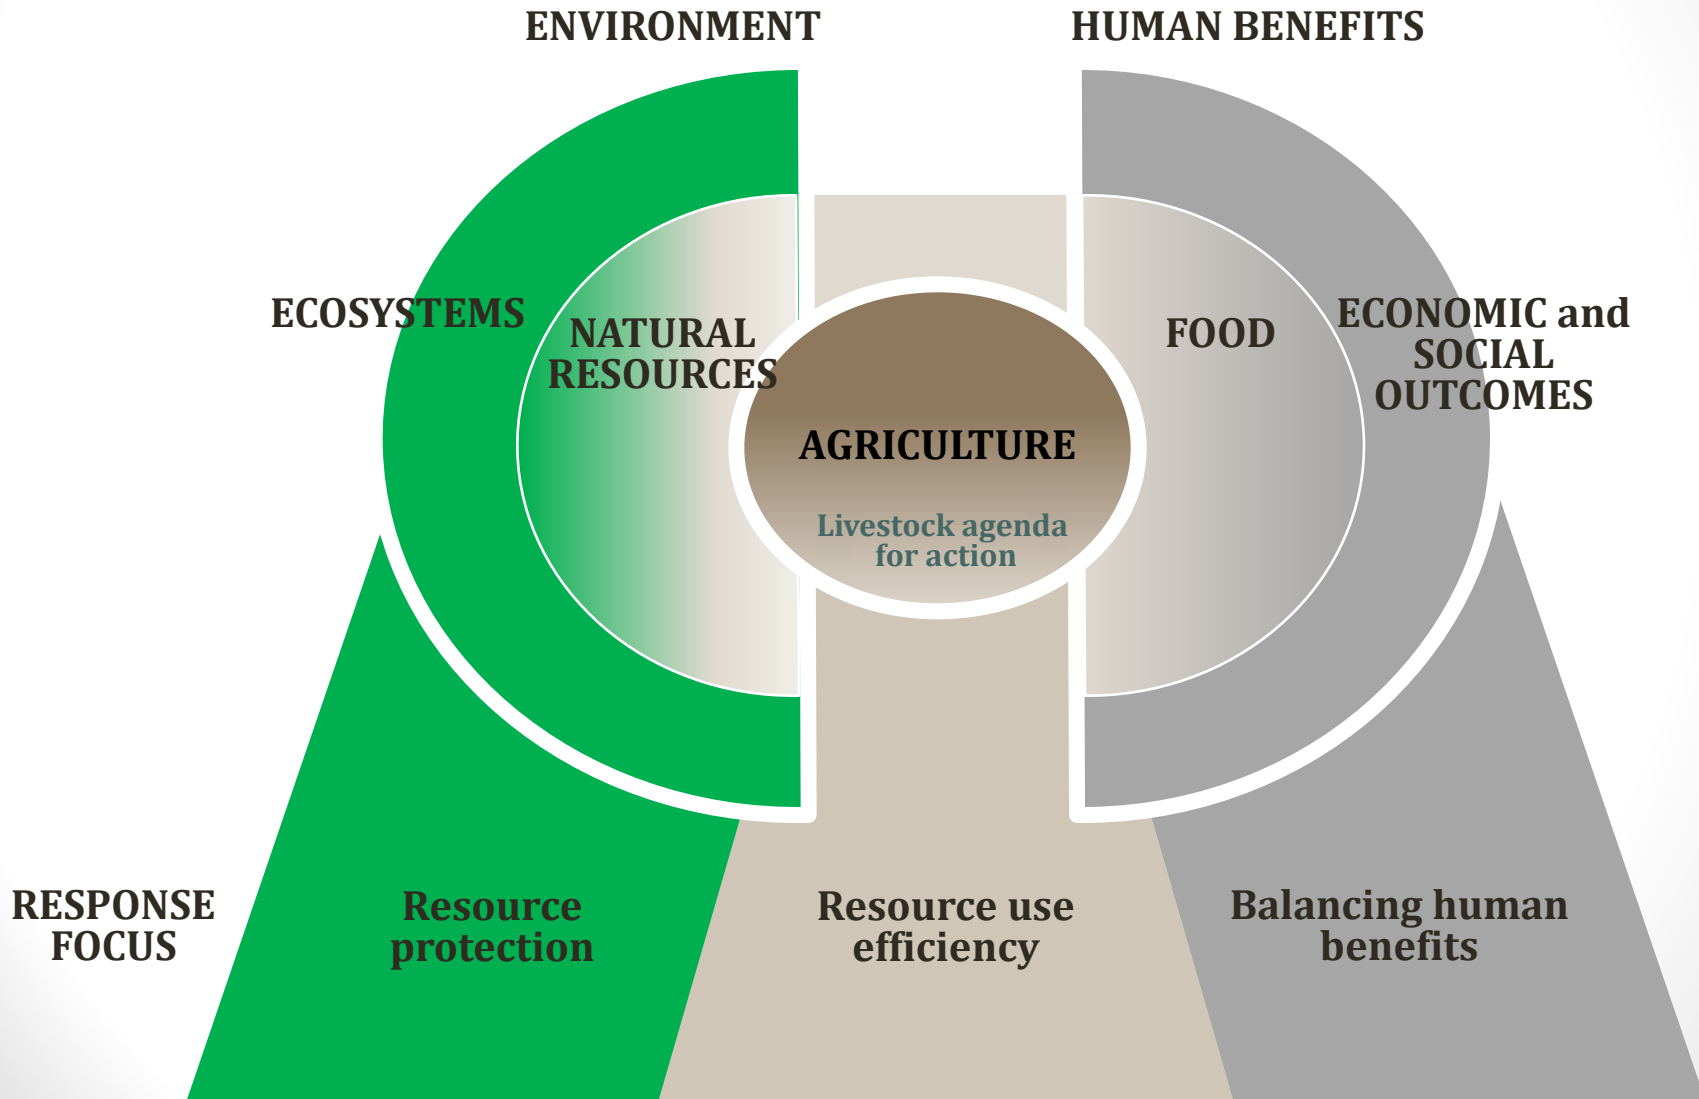 ENVIRONMENT
HUMAN BENEFITS
ECOSYSTEMS
NATURAL
RESOURCES
FOOD
ECONOMIC and
SOCIAL
OUTCOMES
AGRICULTURE
Livestock agenda
for action
RESPONSE
FOCUS
Resource
protection
Resource use
efficiency
Balancing human
benefits